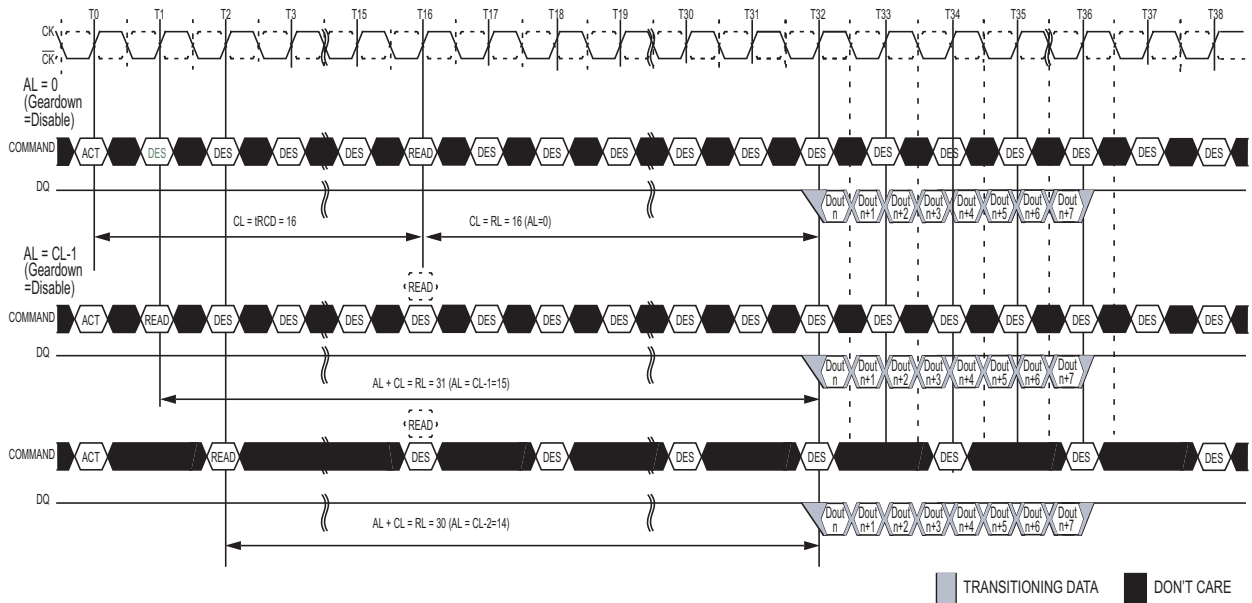 T0 T1 T2 T3 T15 T16 T17 T18 T19 T30 T31 T32 T33 T34 T35 T36 T37 T38
CK
CK
AL = 0
(Geardown
=Disable)
COMMAND ACT DES DES DES DES READ DES DES DES DES DES DES DES DES DES DES DES DES
DQ
Dout n Dout n+1 Dout n+2 Dout n+3 Dout n+4 Dout n+5 Dout n+6 Dout n+7
CL = tRCD = 16 CL = RL = 16 (AL=0)
AL = CL-1
(Geardown
=Disable)
READ
COMMAND ACT READ DES DES DES DES DES DES DES DES DES DES DES DES DES DES DES DES
DQ
Dout n Dout n+1 Dout n+2 Dout n+3 Dout n+4 Dout n+5 Dout n+6 Dout n+7
AL + CL = RL = 31 (AL = CL-1=15)
READ
COMMAND ACT READ DES DES DES DES DES DES DES
DQ
Dout n Dout n+1 Dout n+2 Dout n+3 Dout n+4 Dout n+5 Dout n+6 Dout n+7
AL + CL = RL = 30 (AL = CL-2=14)
TRANSITIONING DATA DON'T CARE